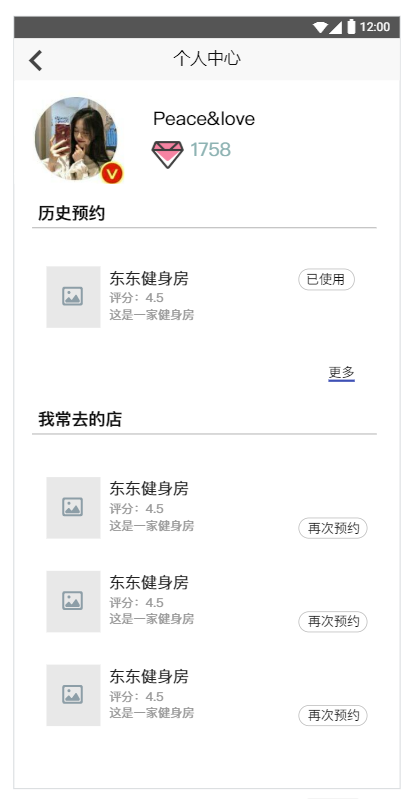 12:00
个人中心
Peace&love
1758
V
历史预约
东东健身房
已使用
评分：4.5
这是一家健身房
更多
我常去的店
东东健身房
评分：4.5
这是一家健身房
再次预约
东东健身房
评分：4.5
这是一家健身房
再次预约
东东健身房
评分：4.5
这是一家健身房
再次预约